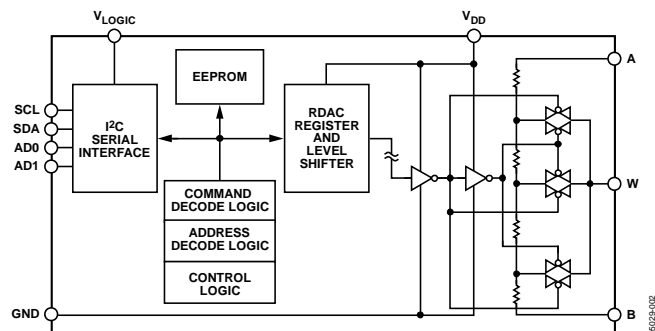 VLOGIC
VDD
A
EEPROM
SCL
SDA
AD0
AD1
I²C
SERIAL
INTERFACE
RDAC
REGISTER
AND
LEVEL
SHIFTER
W
COMMAND
DECODE LOGIC
ADDRESS
DECODE LOGIC
CONTROL
LOGIC
GND
B
6029-002